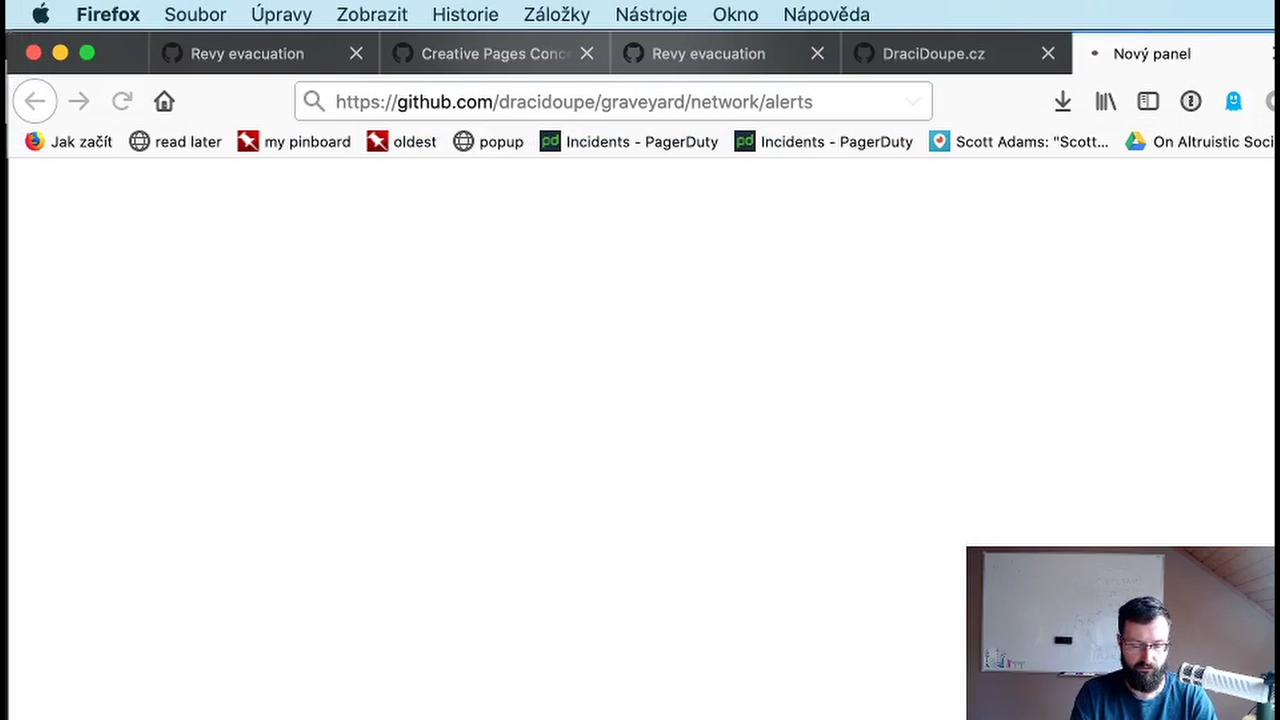 Firefox Soubor Úpravy Zobrazit Historie Záložky Nástroje Okno Nápověda
Revy evacuation Creative Pages Conc Revy evacuation DraciDoupe.cz Nový panel
https://github.com/dracidoupe/graveyard/network/alerts
Jak začít read later my pinboard oldest popup pd Incidents - PagerDuty pd Incidents - PagerDuty Scott Adams: "Scott... On Altruistic Soci